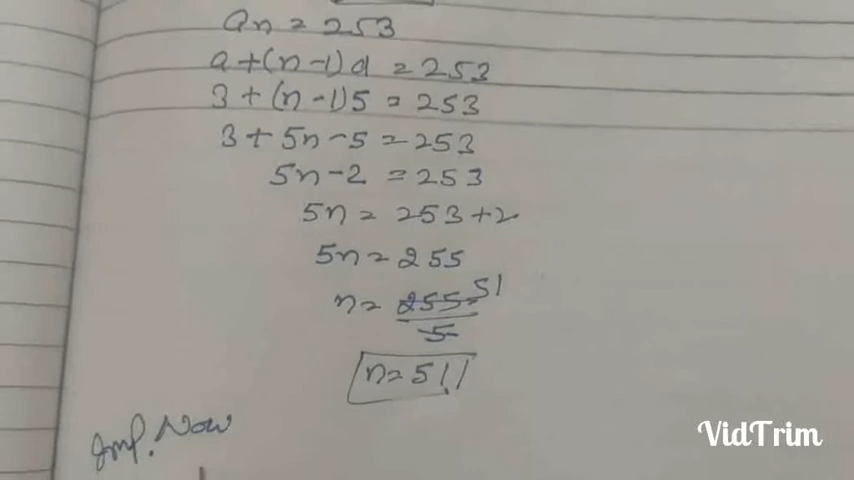 an = 253
a + (n - 1) d = 253
3 + (n - 1) 5 = 253
3 + 5n - 5 = 253
5n - 2 = 253
5n = 253 + 2
5n = 255
n = 255 51
5
n = 51
Imp. Now
VidTrim